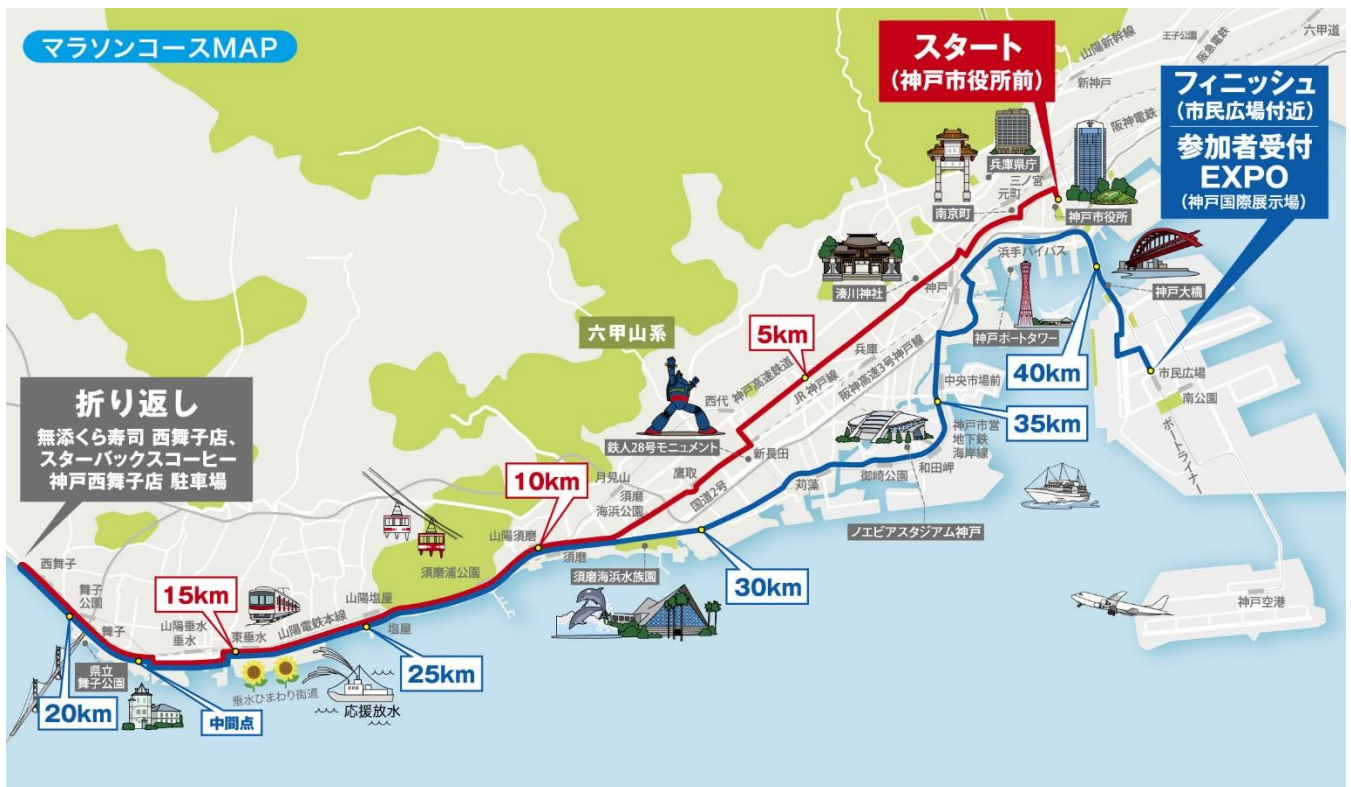 マラソンコースMAP
スタート
(神戸市役所前)
フィニッシュ
(市民広場付近)
参加者受付
EXPO
(神戸国際展示場)
山陽新幹線
王子公園
阪急電鉄
六甲道
新神戸
阪神電鉄
兵庫県庁
三ノ宮
元町
南京町
神戸市役所
浜手バイパス
湊川神社
神戸
神戸大橋
神戸ポートタワー
六甲山系
5km
兵庫
神戸高速鉄道
JR神戸線
阪神高速3号神戸線
西代
中央市場前
40km
市民広場
南公園
35km
ポートライナー
折り返し
無添くら寿司 西舞子店、
スターバックスコーヒー
神戸西舞子店 駐車場
鉄人28号モニュメント
新長田
神戸市営
地下鉄
海岸線
和田岬
御崎公園
苅藻
ノエビアスタジアム神戸
10km
月見山
鷹取
須磨
海浜公園
国道2号
山陽須磨
須磨
須磨浦公園
須磨海浜水族園
30km
西舞子
舞子
公園
15km
山陽塩屋
塩屋
山陽垂水
垂水
東垂水
山陽電鉄本線
舞子
県立
舞子公園
25km
垂水ひまわり街道
応援放水
20km
中間点
神戸空港